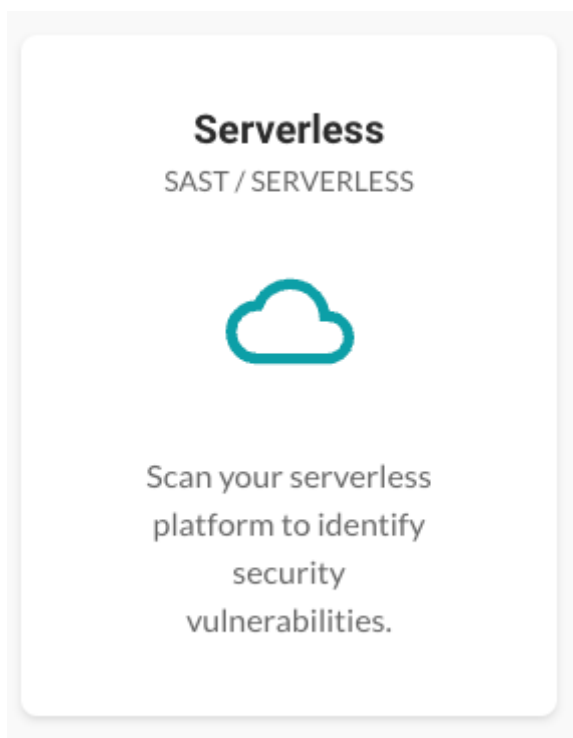 Serverless
SAST / SERVERLESS
Scan your serverless
platform to identify
security
vulnerabilities.